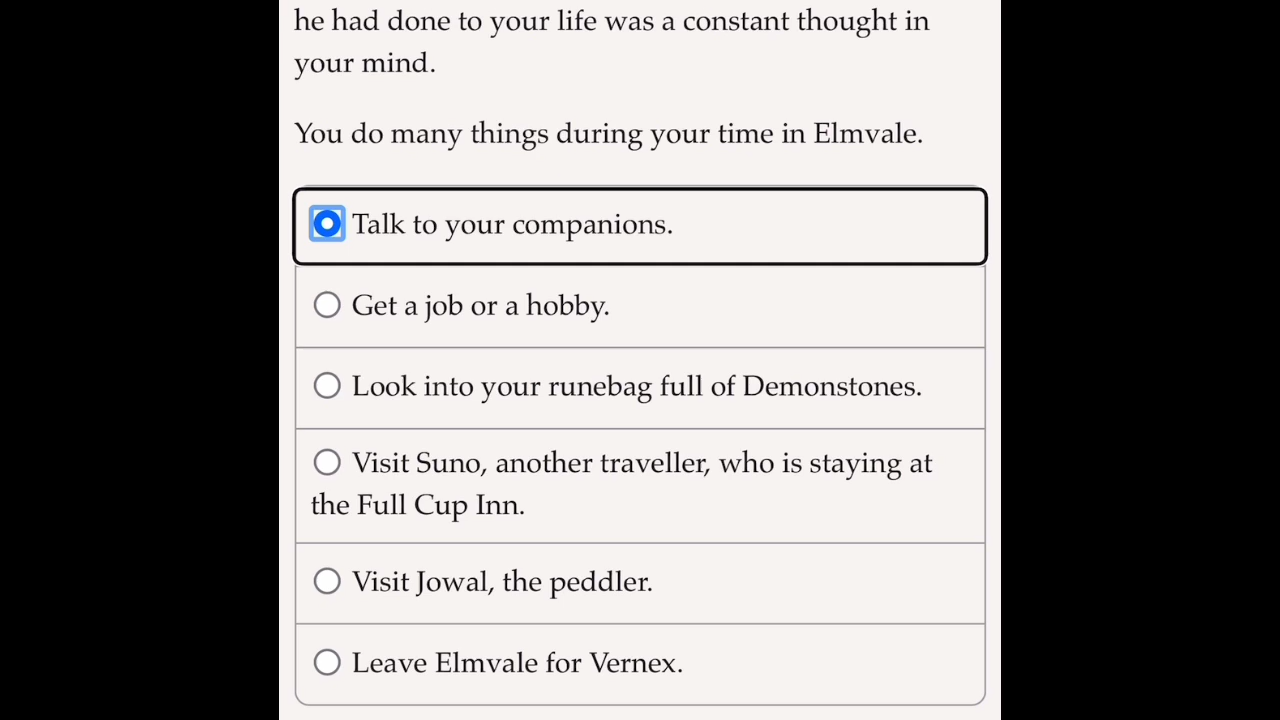 he had done to your life was a constant thought in
your mind.
You do many things during your time in Elmvale.
Talk to your companions.
Get a job or a hobby.
Look into your runebag full of Demonstones.
Visit Suno, another traveller, who is staying at
the Full Cup Inn.
Visit Jowal, the peddler.
Leave Elmvale for Vernex.